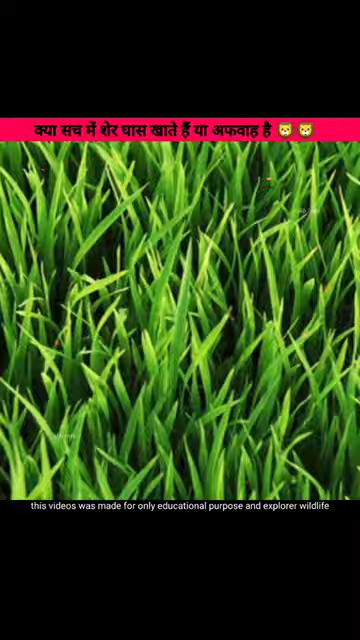 क्या सच में शेर घास खाते हैं या अफवाह है 🦁 🦁
this videos was made for only educational purpose and explorer wildlife